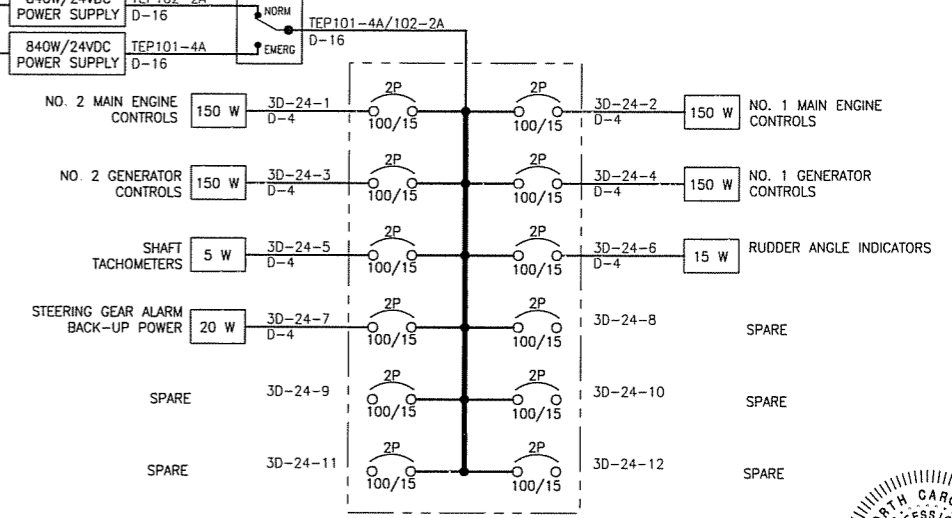 840W/24VDC
POWER SUPPLY
TEP102-2A
D-16
840W/24VDC
POWER SUPPLY
TEP101-4A
D-16
NORM
EMERG
TEP101-4A/102-2A
D-16
NO. 2 MAIN ENGINE
CONTROLS
150 W
3D-24-1
D-4
2P
100/15
2P
100/15
3D-24-2
D-4
150 W
NO. 1 MAIN ENGINE
CONTROLS
NO. 2 GENERATOR
CONTROLS
150 W
3D-24-3
D-4
2P
100/15
2P
100/15
3D-24-4
D-4
150 W
NO. 1 GENERATOR
CONTROLS
SHAFT
TACHOMETERS
5 W
3D-24-5
D-4
2P
100/15
2P
100/15
3D-24-6
D-4
15 W
RUDDER ANGLE INDICATORS
STEERING GEAR ALARM
BACK-UP POWER
20 W
3D-24-7
D-4
2P
100/15
2P
100/15
3D-24-8
SPARE
SPARE
3D-24-9
2P
100/15
2P
100/15
3D-24-10
SPARE
SPARE
3D-24-11
2P
100/15
2P
100/15
3D-24-12
SPARE
RTH CARO
ESSI